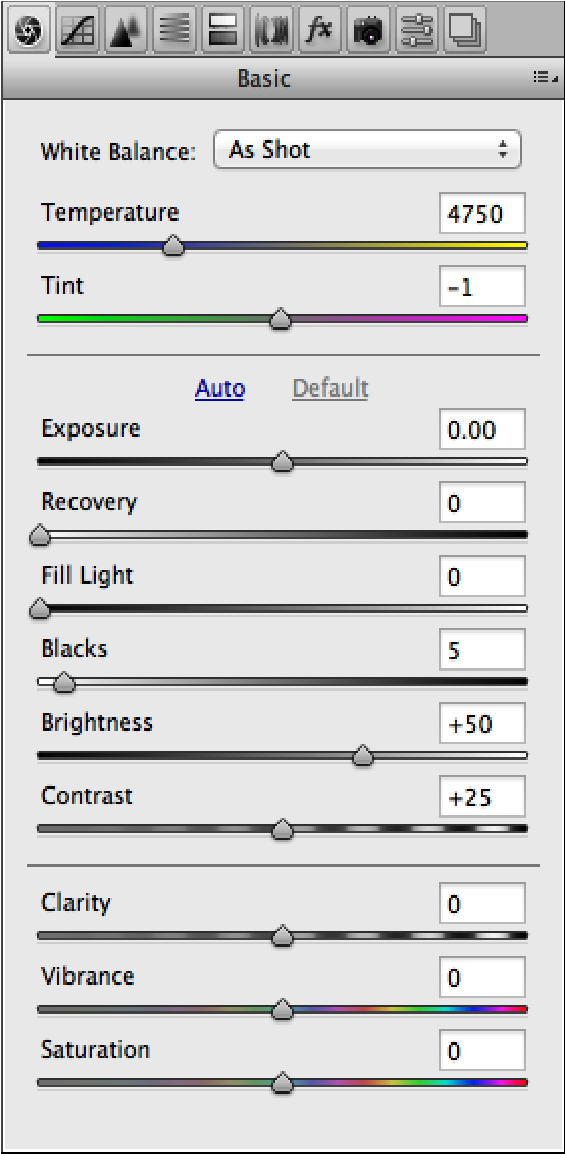 fx
Basic
White Balance: As Shot
Temperature 4750
Tint -1
Auto Default
Exposure 0.00
Recovery 0
Fill Light 0
Blacks 5
Brightness +50
Contrast +25
Clarity 0
Vibrance 0
Saturation 0